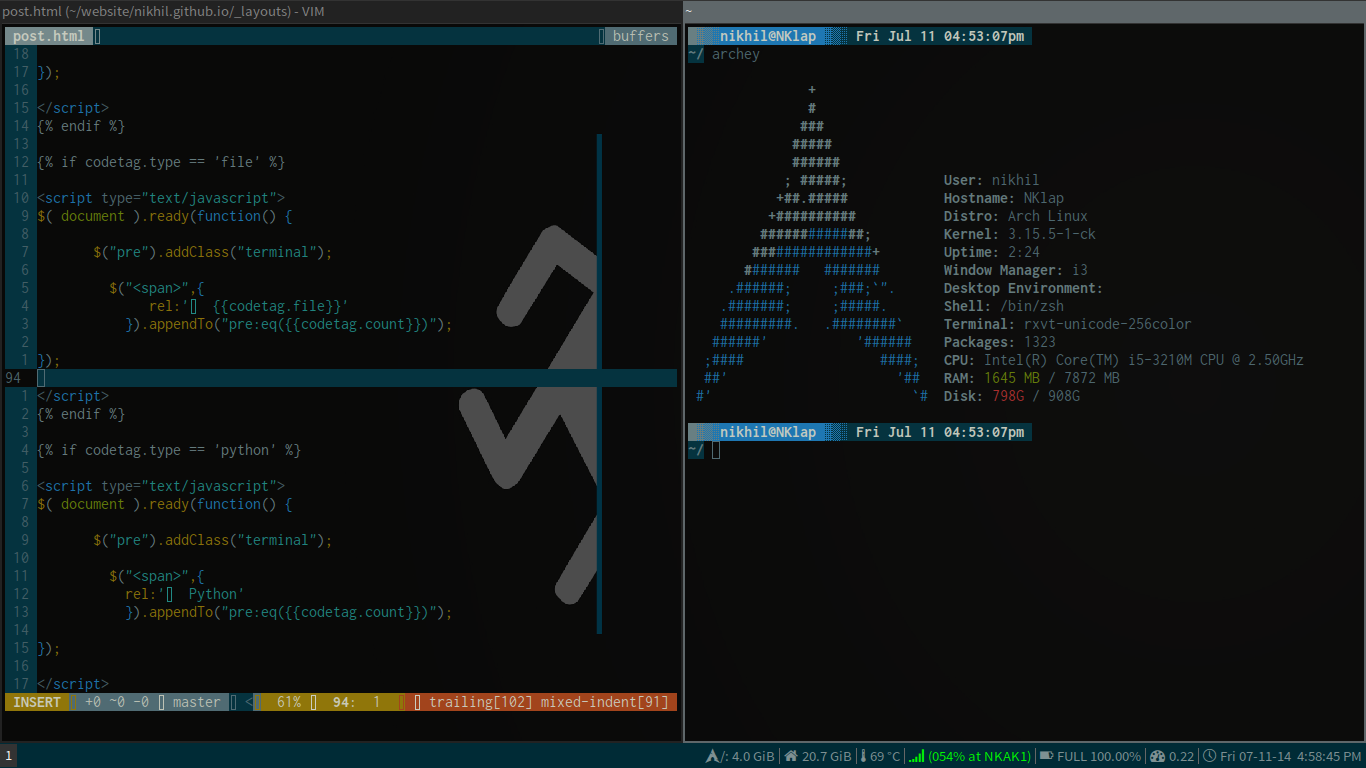 post.html (~/website/nikhil.github.io/_layouts) - VIM
post.html buffers
18
17 });
16
15 </script>
14 {% endif %}
13
12 {% if codetag.type == 'file' %}
11
10 <script type="text/javascript">
9 $( document ).ready(function() {
8
7 $("pre").addClass("terminal");
6
5 $("<span>",{
4 rel:' {{codetag.file}}'
3 }).appendTo("pre:eq({{codetag.count}})");
2
1 });
94
1 </script>
2 {% endif %}
3
4 {% if codetag.type == 'python' %}
5
6 <script type="text/javascript">
7 $( document ).ready(function() {
8
9 $("pre").addClass("terminal");
10
11 $("<span>",{
12 rel:' Python'
13 }).appendTo("pre:eq({{codetag.count}})");
14
15 });
16
17 </script>
INSERT +0 ~0 -0 master < 61% 94: 1 trailing[102] mixed-indent[91]
~
nikhil@NKlap Fri Jul 11 04:53:07pm
~/ archey
+
#
###
#####
######
; #####; User: nikhil
+##.##### Hostname: NKlap
+########## Distro: Arch Linux
#############; Kernel: 3.15.5-1-ck
###############+ Uptime: 2:24
####### ####### Window Manager: i3
.######; ;###;`". Desktop Environment:
.#######; ;#####. Shell: /bin/zsh
#########. .########` Terminal: rxvt-unicode-256color
######' '###### Packages: 1323
;#### ####; CPU: Intel(R) Core(TM) i5-3210M CPU @ 2.50GHz
##' '## RAM: 1645 MB / 7872 MB
#' `# Disk: 798G / 908G
nikhil@NKlap Fri Jul 11 04:53:07pm
~/
1 /: 4.0 GiB | 20.7 GiB | 69 °C | (054% at NKAK1) | FULL 100.00% | 0.22 | Fri 07-11-14 4:58:45 PM